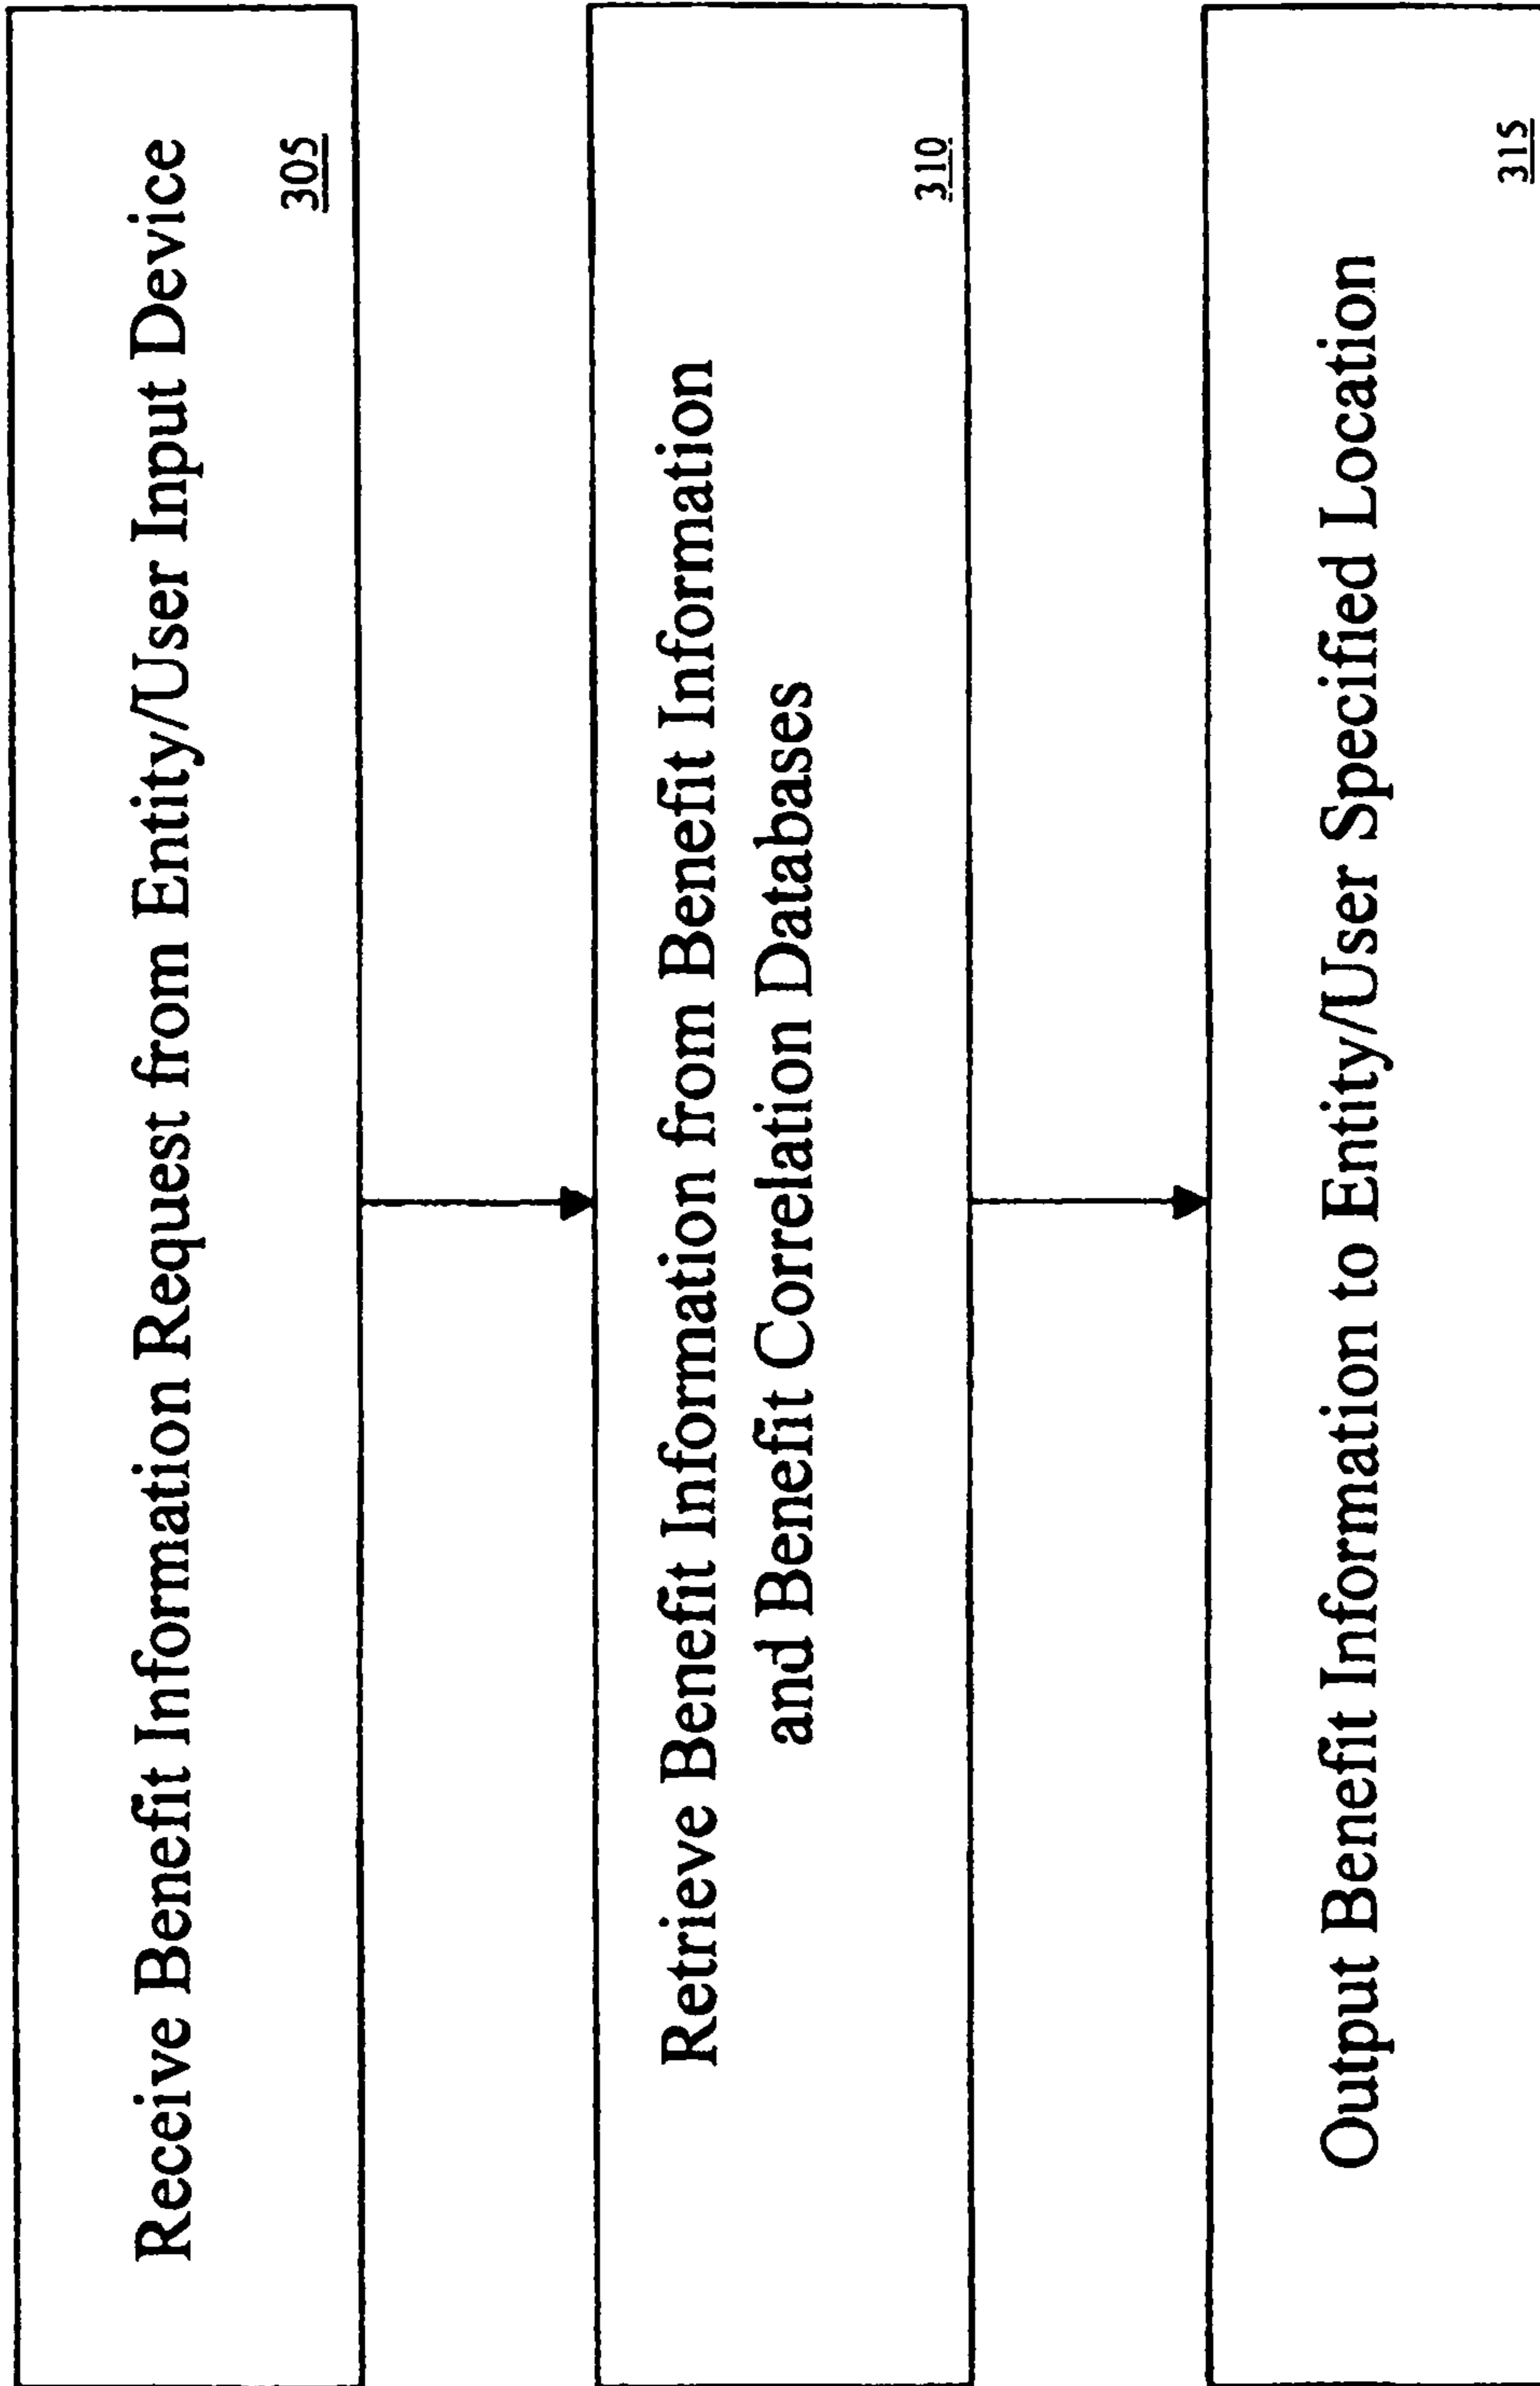 Receive Benefit Information Request from Entity/User Input Device
305
Retrieve Benefit Information from Benefit Information
and Benefit Correlation Databases
310
Output Benefit Information to Entity/User Specified Location
315